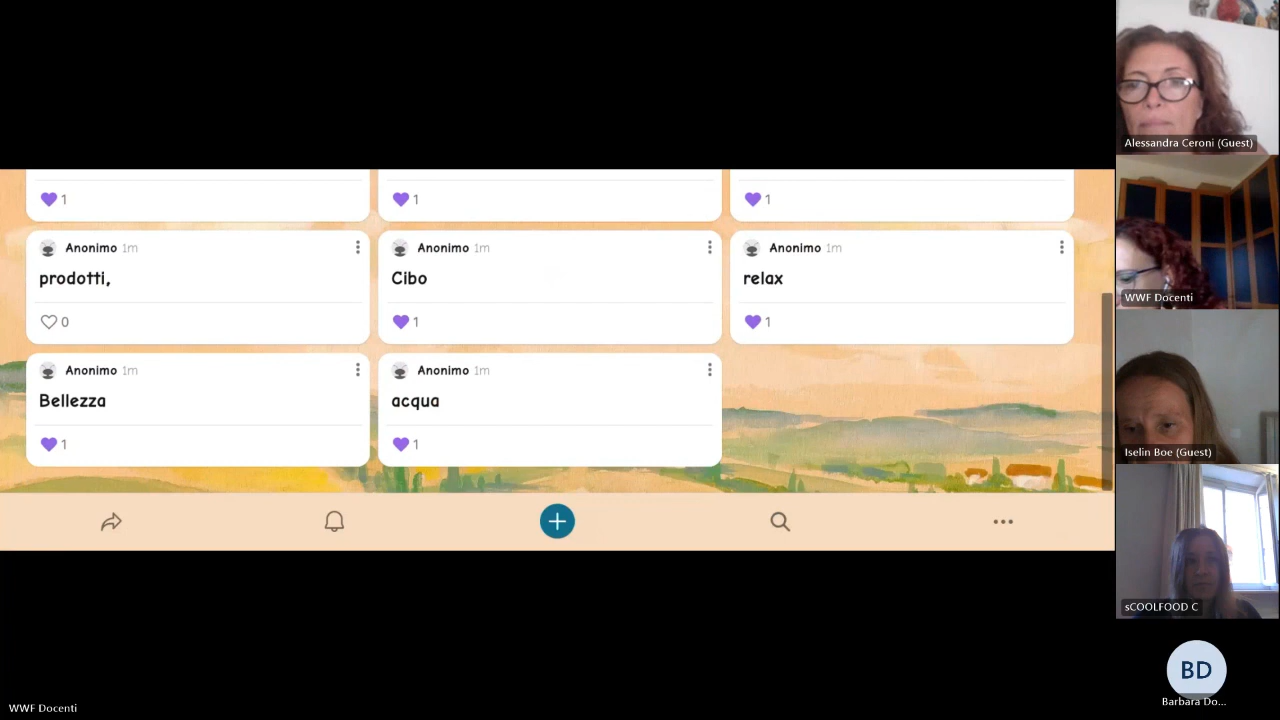 1
1
1
Anonimo 1m
Anonimo 1m
Anonimo 1m
prodotti,
Cibo
relax
0
1
1
Anonimo 1m
Anonimo 1m
Bellezza
acqua
1
1
Alessandra Ceroni (Guest)
WWF Docenti
Iselin Boe (Guest)
sCOOLFOOD C
BD
Barbara Do...
WWF Docenti